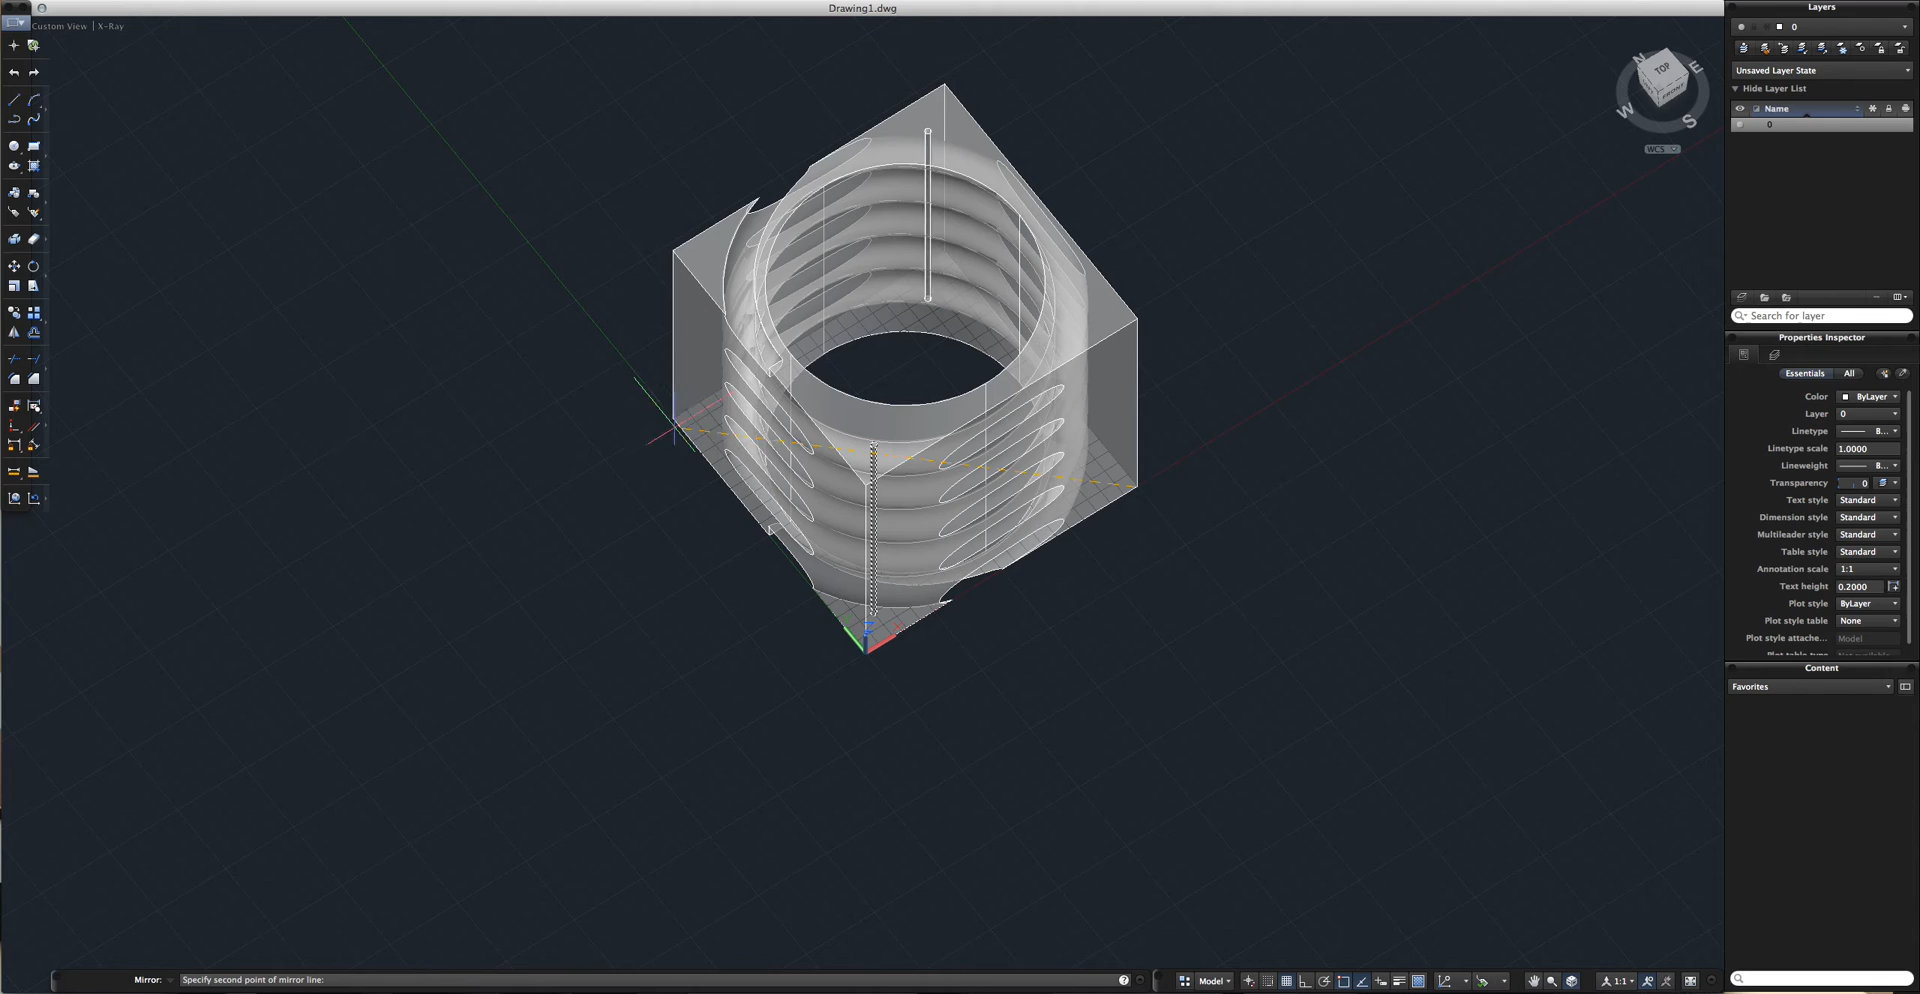 Drawing1.dwg
Custom View | X-Ray
N
E
TOP
FRONT
W
S
WCS
Layers
0
Unsaved Layer State
Hide Layer List
Name
0
Search for layer
Properties Inspector
Essentials
All
Color
ByLayer
Layer
0
Linetype
B...
Linetype scale
1.0000
Lineweight
B...
Transparency
0
Text style
Standard
Dimension style
Standard
Multileader style
Standard
Table style
Standard
Annotation scale
1:1
Text height
0.2000
Plot style
ByLayer
Plot style table
None
Plot style attache...
Model
Content
Favorites
Z
X
Mirror:
Specify second point of mirror line:
?
Model
1:1